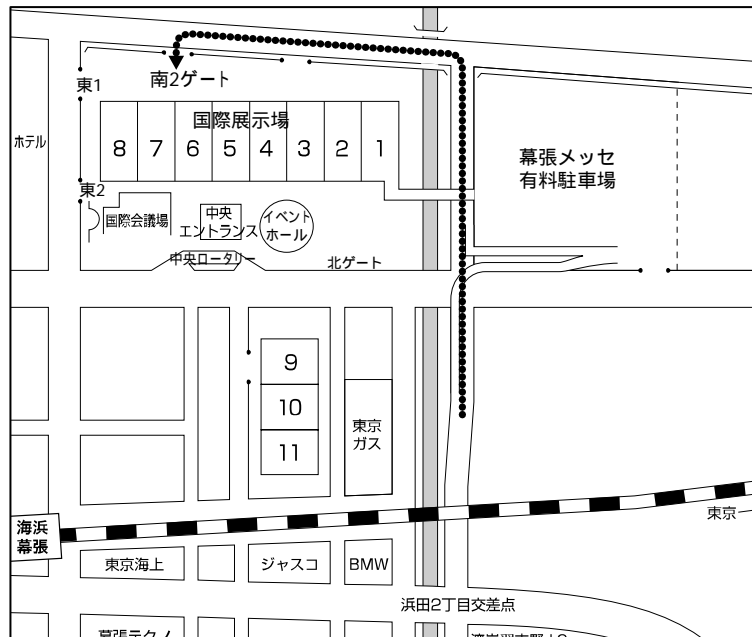 東1
南2ゲート
ホテル
国際展示場
8 7 6 5 4 3 2 1
幕張メッセ
有料駐車場
東2
国際会議場
中央
エントランス
イベント
ホール
中央ロータリー
北ゲート
9
10
11
東京
ガス
海浜
幕張
東京
東京海上
ジャスコ
BMW
浜田2丁目交差点
幕張テクノ